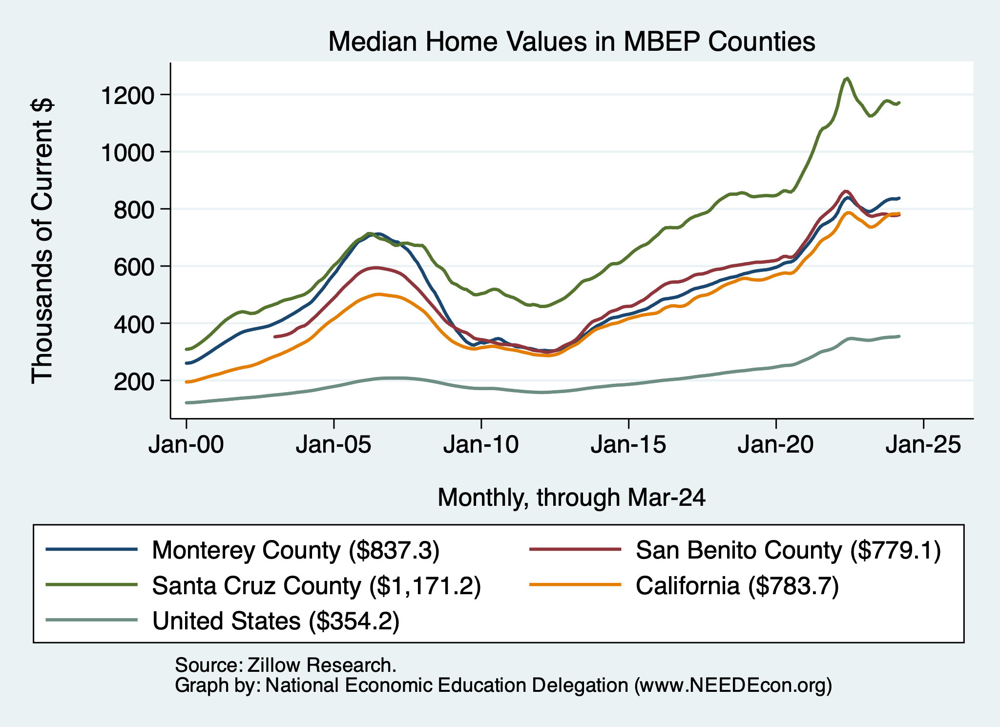 Median Home Values in MBEP Counties
Thousands of Current $
1200
1000
800
600
400
200
Jan-00 Jan-05 Jan-10 Jan-15 Jan-20 Jan-25
Monthly, through Mar-24
Monterey County ($837.3) San Benito County ($779.1)
Santa Cruz County ($1,171.2) California ($783.7)
United States ($354.2)
Source: Zillow Research.
Graph by: National Economic Education Delegation (www.NEEDEcon.org)